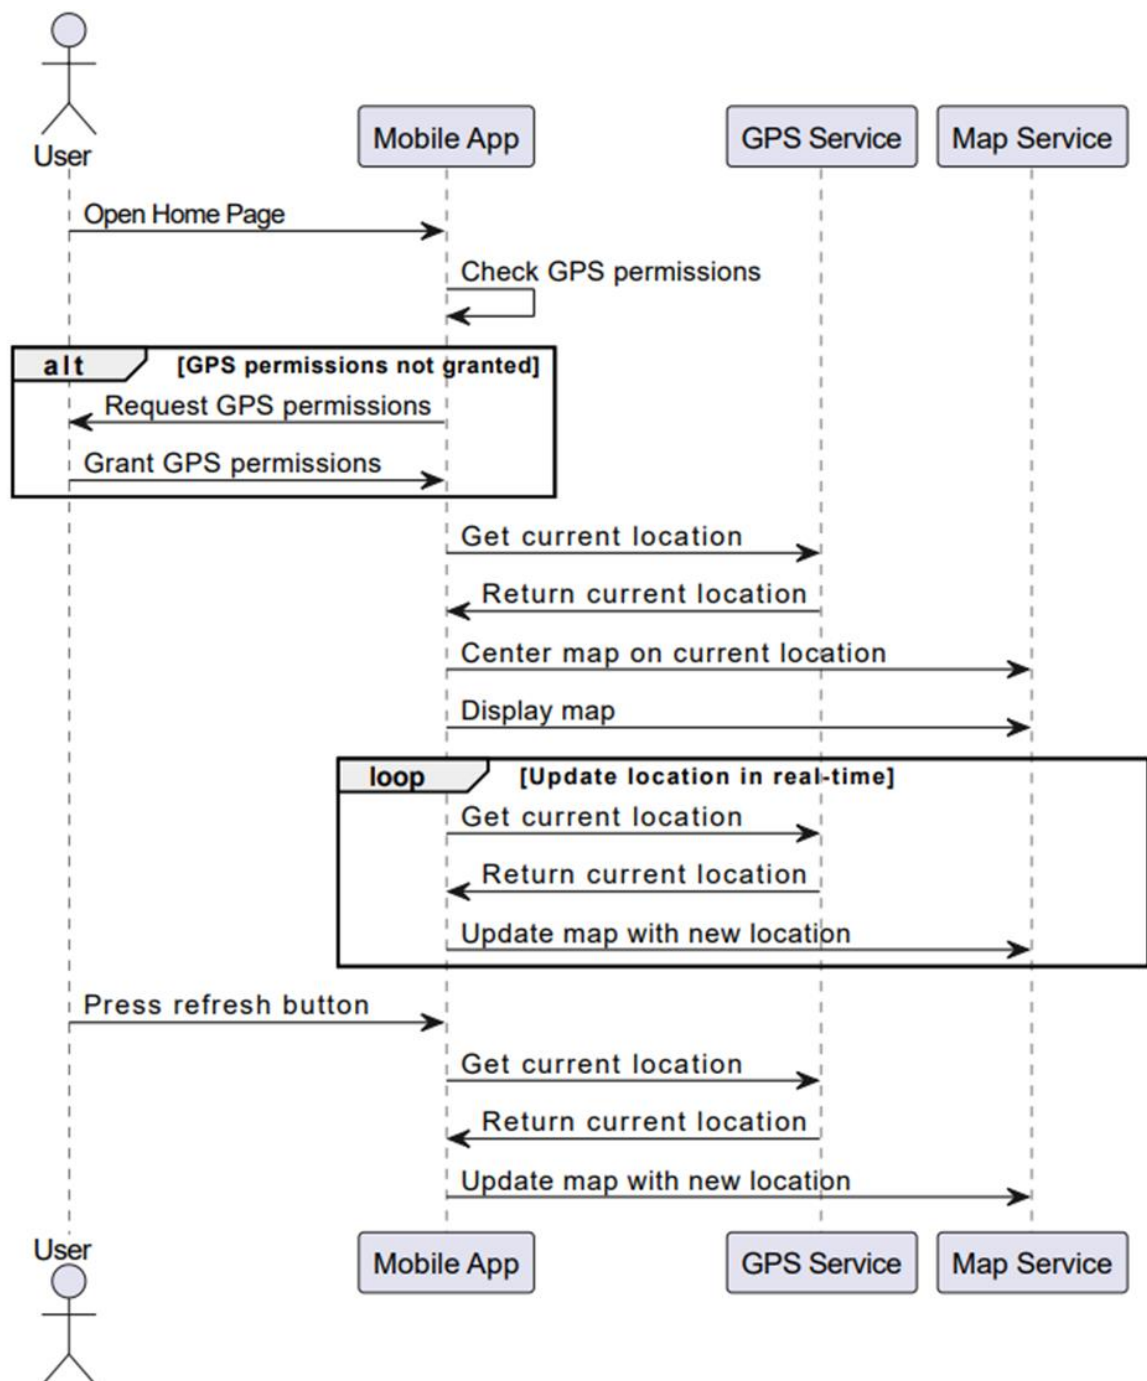 User
Mobile App
GPS Service
Map Service
Open Home Page
Check GPS permissions
alt
[GPS permissions not granted]
Request GPS permissions
Grant GPS permissions
Get current location
Return current location
Center map on current location
Display map
loop
[Update location in real-time]
Get current location
Return current location
Update map with new location
Press refresh button
Get current location
Return current location
Update map with new location
User
Mobile App
GPS Service
Map Service